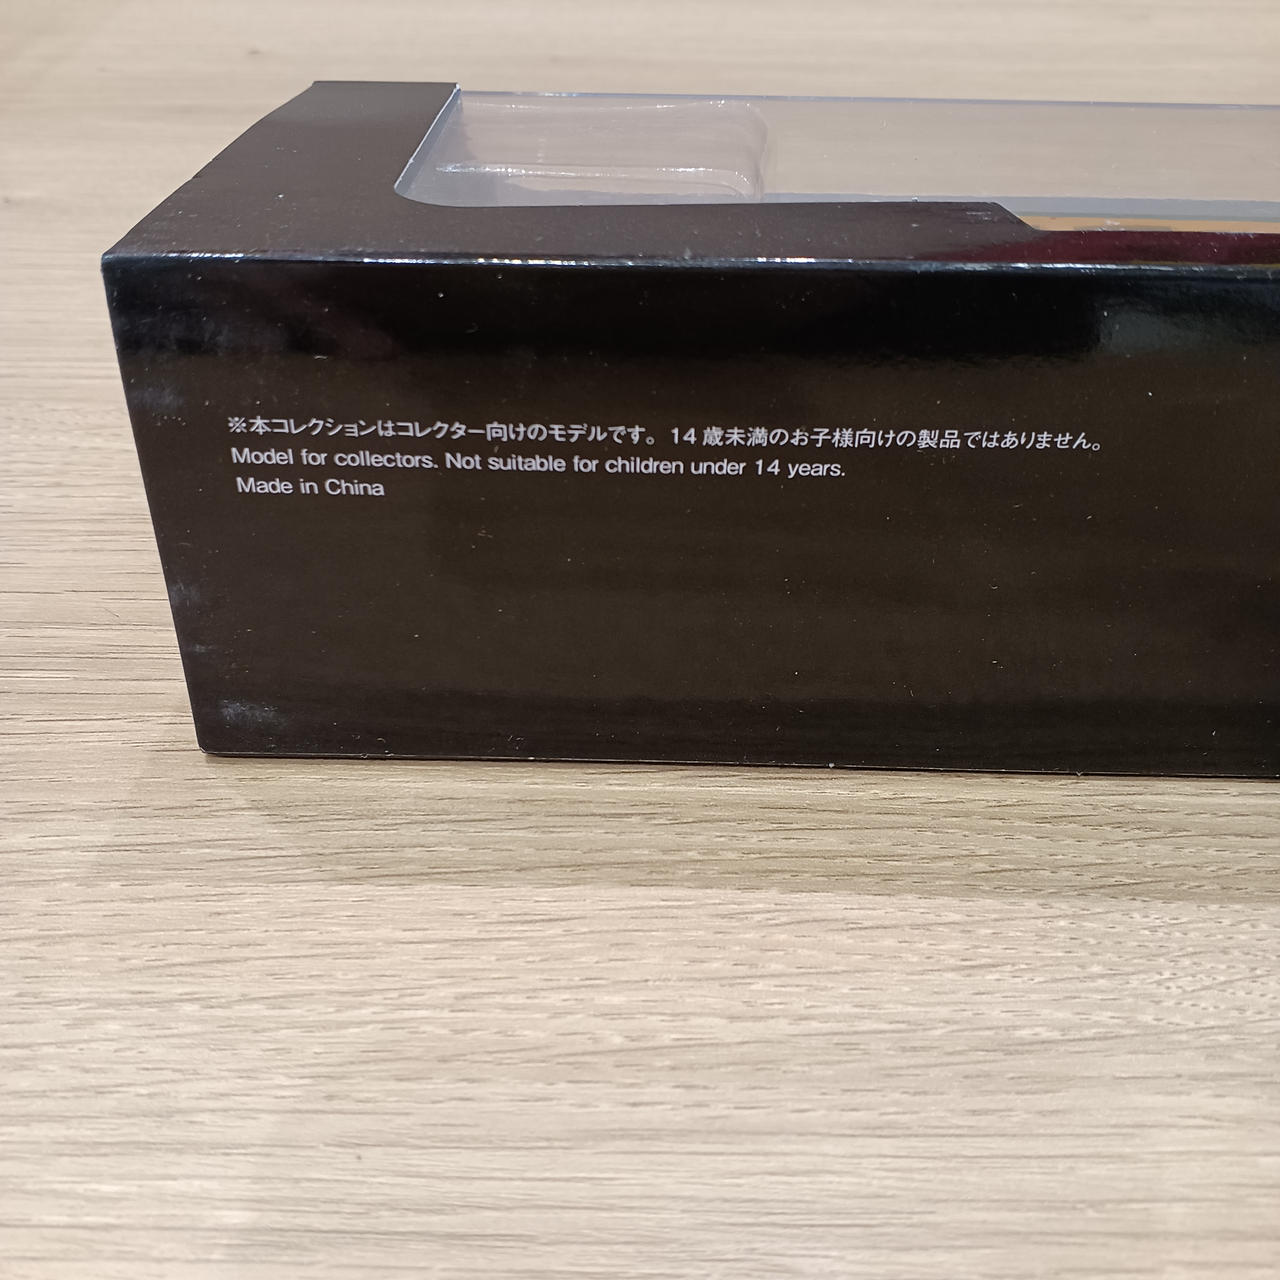 ※本コレクションはコレクター向けのモデルです。14歳未満のお子様向けの製品ではありません。
Model for collectors. Not suitable for children under 14 years.
Made in China